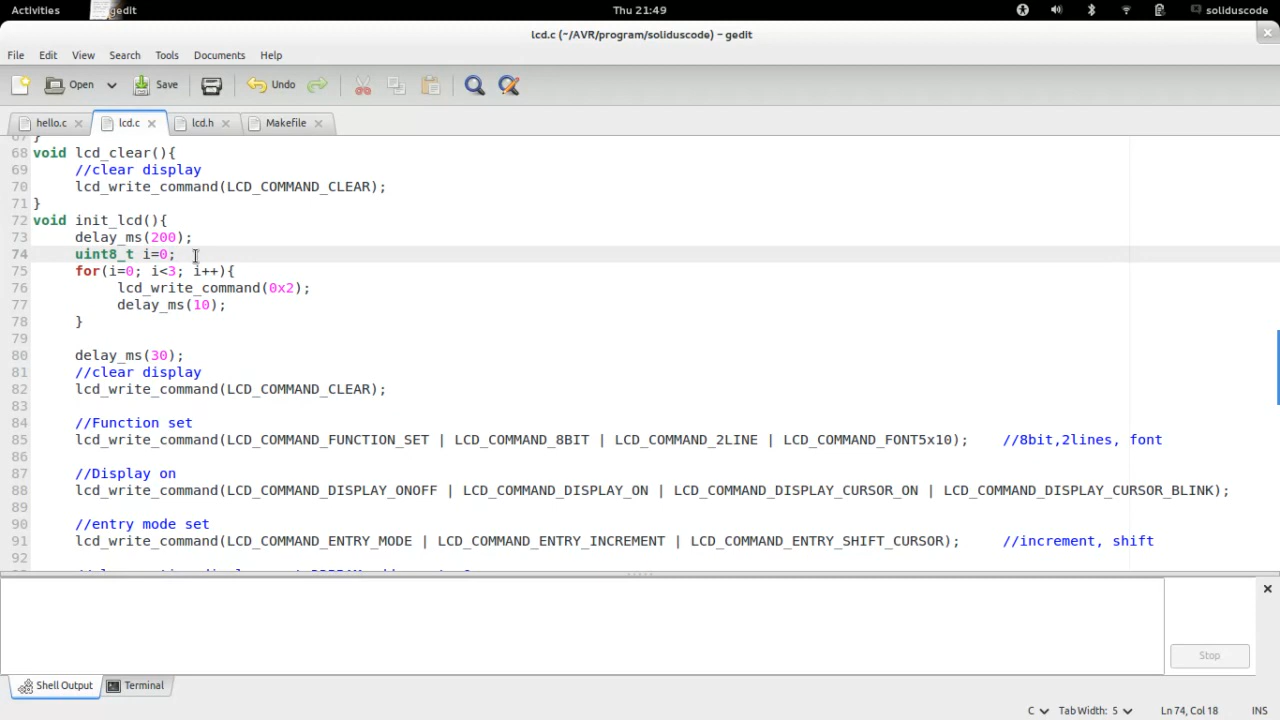 Activities gedit Thu 21:49 soliduscode
lcd.c (~/AVR/program/soliduscode) - gedit
File Edit View Search Tools Documents Help
Open Save Undo
hello.c lcd.c lcd.h Makefile
67 }
68 void lcd_clear(){
69 //clear display
70 lcd_write_command(LCD_COMMAND_CLEAR);
71 }
72 void init_lcd(){
73 delay_ms(200);
74 uint8_t i=0;
75 for(i=0; i<3; i++){
76 lcd_write_command(0x2);
77 delay_ms(10);
78 }
79
80 delay_ms(30);
81 //clear display
82 lcd_write_command(LCD_COMMAND_CLEAR);
83
84 //Function set
85 lcd_write_command(LCD_COMMAND_FUNCTION_SET | LCD_COMMAND_8BIT | LCD_COMMAND_2LINE | LCD_COMMAND_FONT5x10); //8bit,2lines, font
86
87 //Display on
88 lcd_write_command(LCD_COMMAND_DISPLAY_ONOFF | LCD_COMMAND_DISPLAY_ON | LCD_COMMAND_DISPLAY_CURSOR_ON | LCD_COMMAND_DISPLAY_CURSOR_BLINK);
89
90 //entry mode set
91 lcd_write_command(LCD_COMMAND_ENTRY_MODE | LCD_COMMAND_ENTRY_INCREMENT | LCD_COMMAND_ENTRY_SHIFT_CURSOR); //increment, shift
92
Stop
Shell Output Terminal
C Tab Width: 5 Ln 74, Col 18 INS